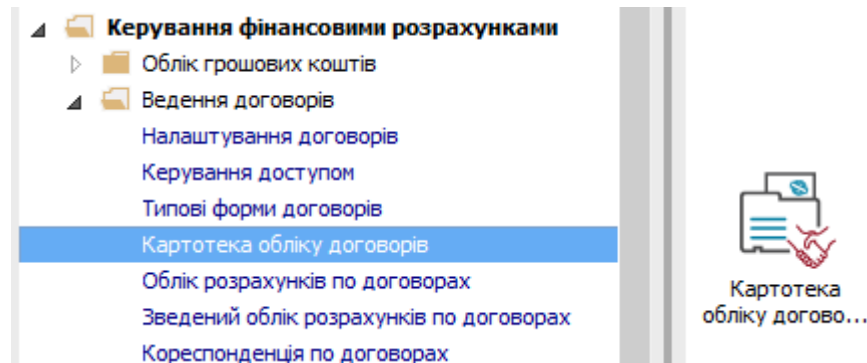 Керування фінансовими розрахунками
Облік грошових коштів
Ведення договорів
Налаштування договорів
Керування доступом
Типові форми договорів
Картотека обліку договорів
Облік розрахунків по договорах
Зведений облік розрахунків по договорах
Кореспонденція по договорах
Картотека
обліку догово...